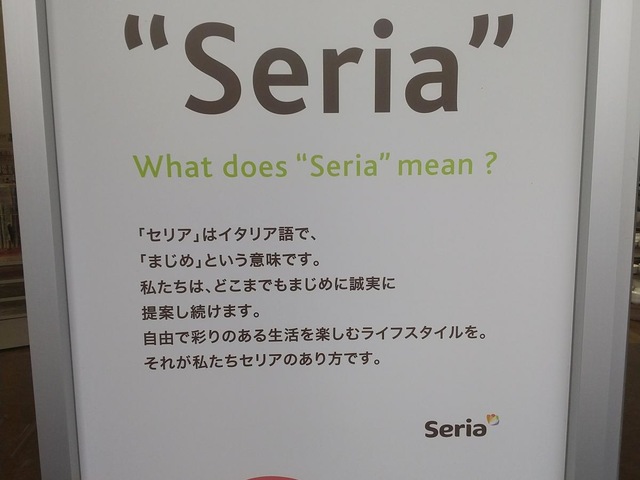 “Seria”
What does “Seria” mean ?
「セリア」はイタリア語で、
「まじめ」という意味です。
私たちは、どこまでもまじめに誠実に
提案し続けます。
自由で彩りのある生活を楽しむライフスタイルを。
それが私たちセリアのあり方です。
Seria